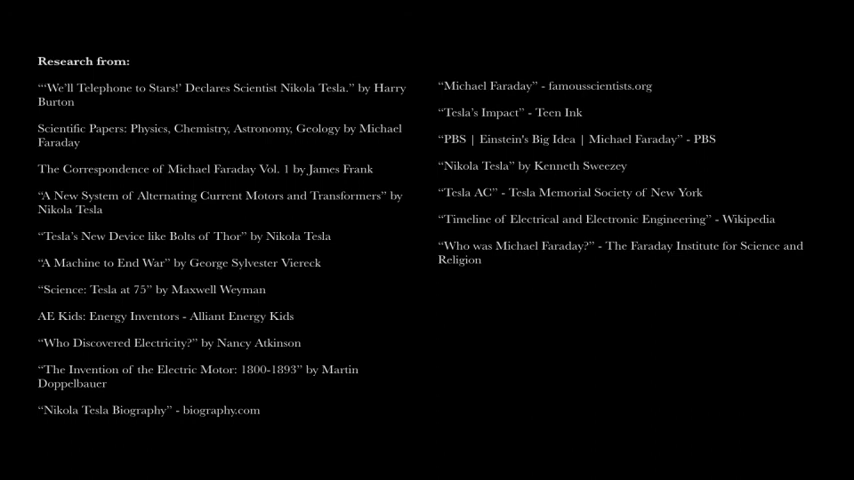 Research from:
“‘We’ll Telephone to Stars!’ Declares Scientist Nikola Tesla.” by Harry
Burton
Scientific Papers: Physics, Chemistry, Astronomy, Geology by Michael
Faraday
The Correspondence of Michael Faraday Vol. 1 by James Frank
“A New System of Alternating Current Motors and Transformers” by
Nikola Tesla
“Tesla’s New Device like Bolts of Thor” by Nikola Tesla
“A Machine to End War” by George Sylvester Viereck
“Science: Tesla at 75” by Maxwell Weyman
AE Kids: Energy Inventors - Alliant Energy Kids
“Who Discovered Electricity?” by Nancy Atkinson
“The Invention of the Electric Motor: 1800-1893” by Martin
Doppelbauer
“Nikola Tesla Biography” - biography.com
“Michael Faraday” - famousscientists.org
“Tesla’s Impact” - Teen Ink
“PBS | Einstein's Big Idea | Michael Faraday” - PBS
“Nikola Tesla” by Kenneth Sweezey
“Tesla AC” - Tesla Memorial Society of New York
“Timeline of Electrical and Electronic Engineering” - Wikipedia
“Who was Michael Faraday?” - The Faraday Institute for Science and
Religion